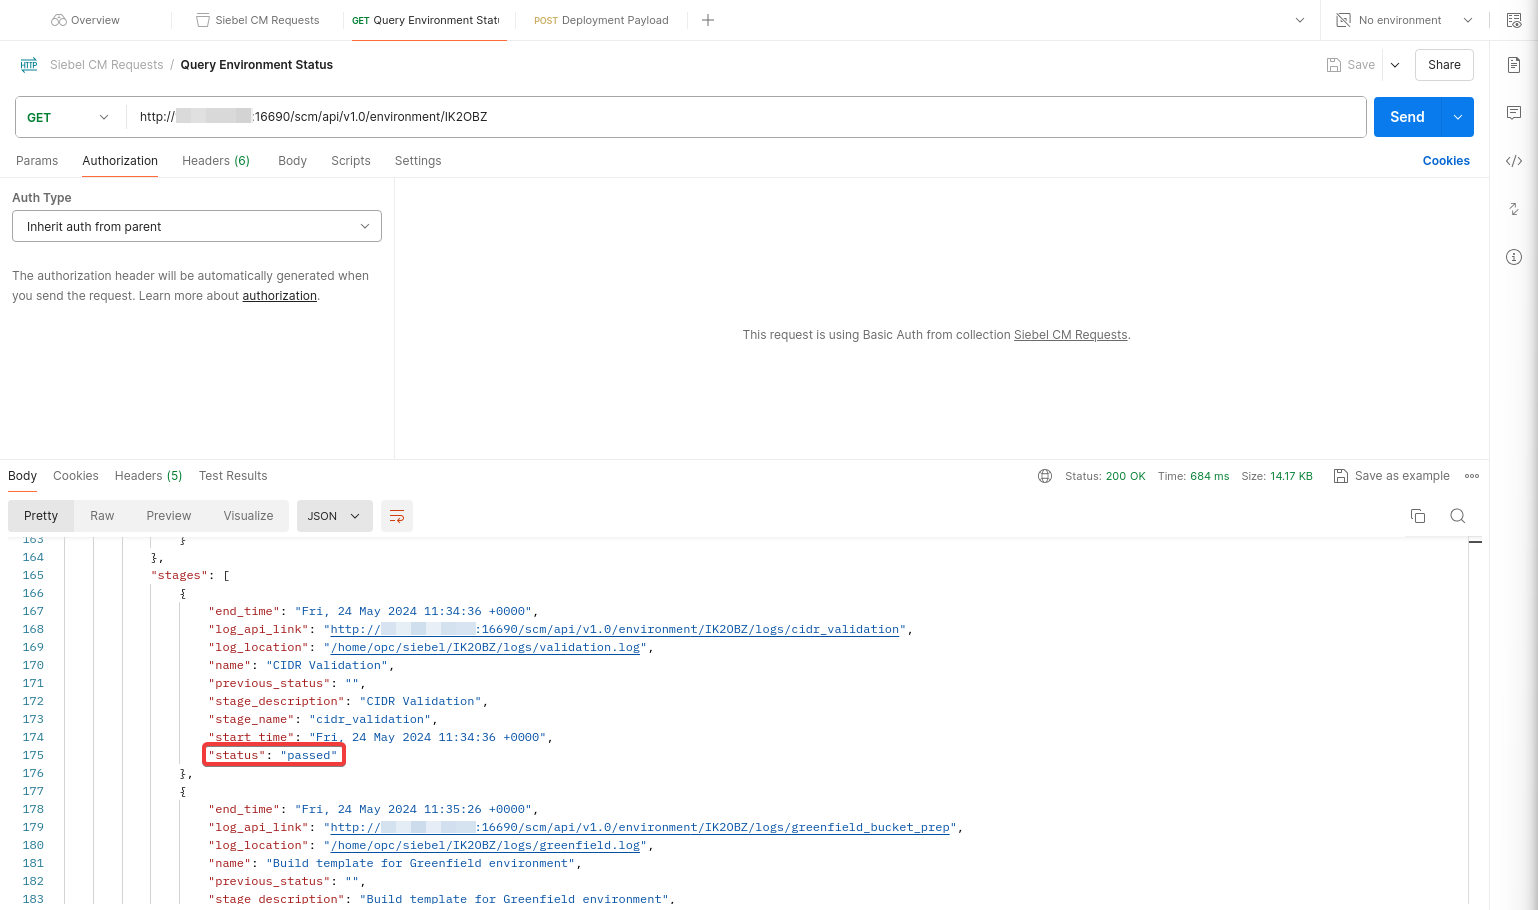 Overview
Siebel CM Requests
GET Query Environment Stat
POST Deployment Payload
No environment
HTTP
Siebel CM Requests / Query Environment Status
Save
Share
GET
http:// :16690/scm/api/v1.0/environment/IK2OBZ
Send
Params
Authorization
Headers (6)
Body
Scripts
Settings
Cookies
Auth Type
Inherit auth from parent
The authorization header will be automatically generated when
you send the request. Learn more about authorization.
This request is using Basic Auth from collection Siebel CM Requests.
Body
Cookies
Headers (5)
Test Results
Status: 200 OK
Time: 684 ms
Size: 14.17 KB
Save as example
Pretty
Raw
Preview
Visualize
JSON
163 }
164 },
165 "stages": [
166 {
167 "end_time": "Fri, 24 May 2024 11:34:36 +0000",
168 "log_api_link": "http:// :16690/scm/api/v1.0/environment/IK2OBZ/logs/cidr_validation",
169 "log_location": "/home/opc/siebel/IK2OBZ/logs/validation.log",
170 "name": "CIDR Validation",
171 "previous_status": "",
172 "stage_description": "CIDR Validation",
173 "stage_name": "cidr_validation",
174 "start_time": "Fri, 24 May 2024 11:34:36 +0000",
175 "status": "passed"
176 },
177 {
178 "end_time": "Fri, 24 May 2024 11:35:26 +0000",
179 "log_api_link": "http:// :16690/scm/api/v1.0/environment/IK2OBZ/logs/greenfield_bucket_prep",
180 "log_location": "/home/opc/siebel/IK2OBZ/logs/greenfield.log",
181 "name": "Build template for Greenfield environment",
182 "previous_status": "",
183 "stage_description": "Build template for Greenfield environment",